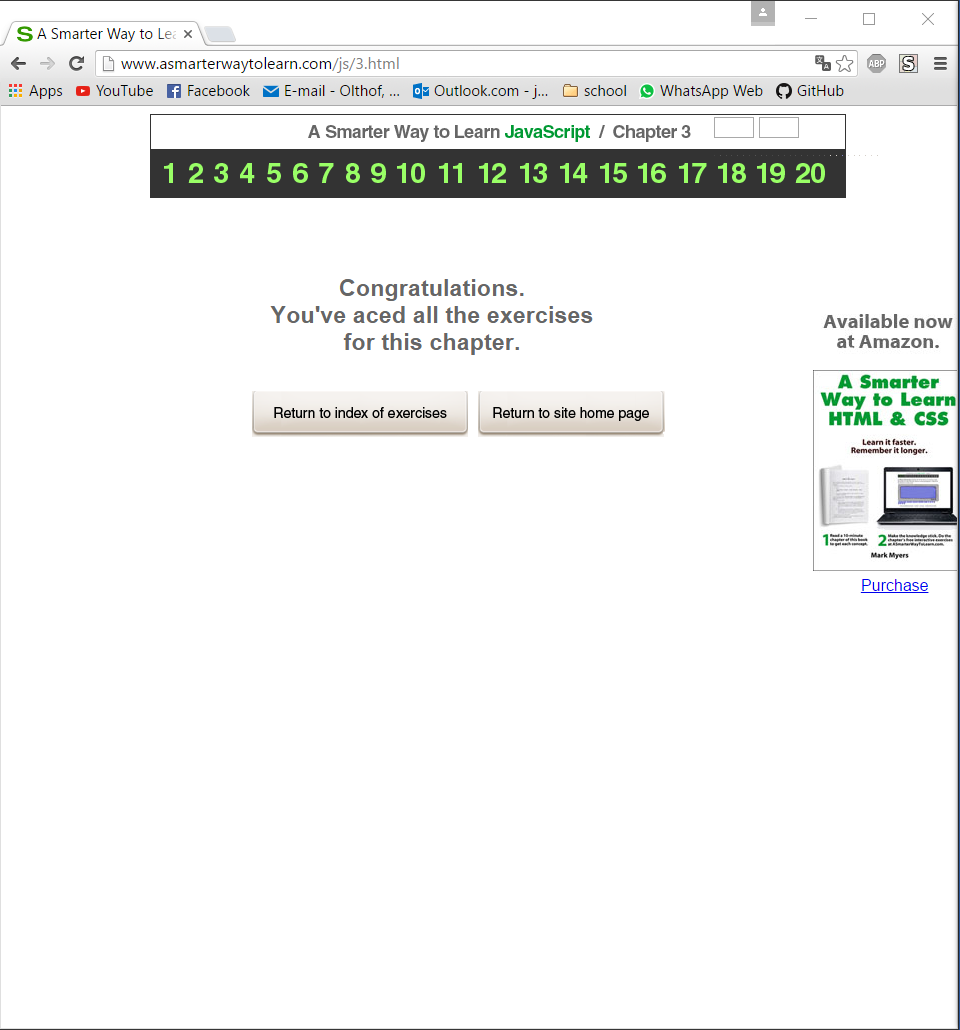 A Smarter Way to Lea
www.asmarterwaytolearn.com/js/3.html
ABP
S
Apps YouTube Facebook E-mail - Olthof, ... Outlook.com - j... school WhatsApp Web GitHub
A Smarter Way to Learn JavaScript / Chapter 3
1 2 3 4 5 6 7 8 9 10 11 12 13 14 15 16 17 18 19 20
Congratulations.
You've aced all the exercises
for this chapter.
Return to index of exercises Return to site home page
Available now
at Amazon.
A Smarter
Way to Learn
HTML & CSS
Learn it faster.
Remember it longer.
1 Read a 10-minute
chapter of this book
to get each concept.
2 Make the knowledge stick. Do the
chapter's free interactive exercises
at ASmarterWayToLearn.com.
Mark Myers
Purchase